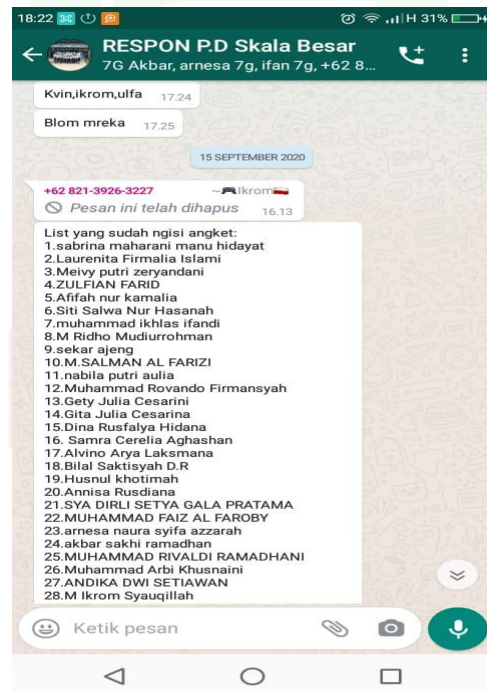 18:22 H 31%
RESPON P.D Skala Besar
7G Akbar, arnesa 7g, ifan 7g, +62 8...
Kvin,ikrom,ulfa 17.24
Blom mreka 17.25
15 SEPTEMBER 2020
+62 821-3926-3227 ~🎮Ikrom🇮🇩
Pesan ini telah dihapus 16.13
List yang sudah ngisi angket:
1.sabrina maharani manu hidayat
2.Laurenita Firmalia Islami
3.Meivy putri zeryandani
4.ZULFIAN FARID
5.Afifah nur kamalia
6.Siti Salwa Nur Hasanah
7.muhammad ikhlas ifandi
8.M Ridho Mudiurrohman
9.sekar ajeng
10.M.SALMAN AL FARIZI
11.nabila putri aulia
12.Muhammad Rovando Firmansyah
13.Gety Julia Cesarini
14.Gita Julia Cesarina
15.Dina Rusfalya Hidana
16. Samra Cerelia Aghashan
17.Alvino Arya Laksmana
18.Bilal Saktisyah D.R
19.Husnul khotimah
20.Annisa Rusdiana
21.SYA DIRLI SETYA GALA PRATAMA
22.MUHAMMAD FAIZ AL FAROBY
23.arnesa naura syifa azzarah
24.akbar sakhi ramadhan
25.MUHAMMAD RIVALDI RAMADHANI
26.Muhammad Arbi Khusnaini
27.ANDIKA DWI SETIAWAN
28.M Ikrom Syauqillah
Ketik pesan